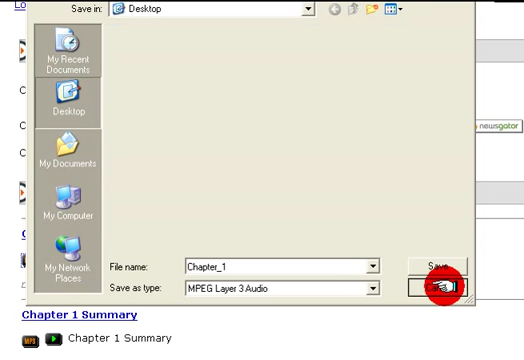 Lo
Save in: Desktop
My Recent
Documents
Desktop
My Documents
My Computer
My Network
Places
newsgator
File name: Chapter_1
Save
Save as type: MPEG Layer 3 Audio
Chapter 1 Summary
MP3 Chapter 1 Summary